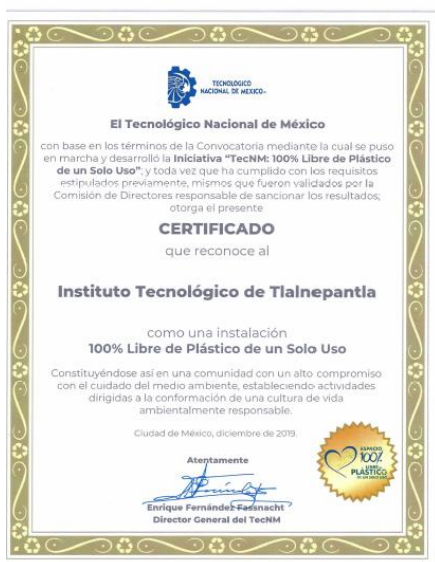 TECNOLÓGICO
NACIONAL DE MÉXICO
El Tecnológico Nacional de México
con base en los términos de la Convocatoria mediante la cual se puso
en marcha y desarrolló la Iniciativa “TecNM: 100% Libre de Plástico
de un Solo Uso”; y toda vez que ha cumplido con los requisitos
estipulados previamente, mismos que fueron validados por la
Comisión de Directores responsable de sancionar los resultados;
otorga el presente
CERTIFICADO
que reconoce al
Instituto Tecnológico de Tlalnepantla
como una instalación
100% Libre de Plástico de un Solo Uso
Constituyéndose así en una comunidad con un alto compromiso
con el cuidado del medio ambiente, estableciendo actividades
dirigidas a la conformación de una cultura de vida
ambientalmente responsable.
Ciudad de México, diciembre de 2019.
Atentamente
Enrique Fernández Fassnacht
Director General del TecNM
ESPACIO
100%
LIBRE DE
PLÁSTICO
DE UN SOLO USO